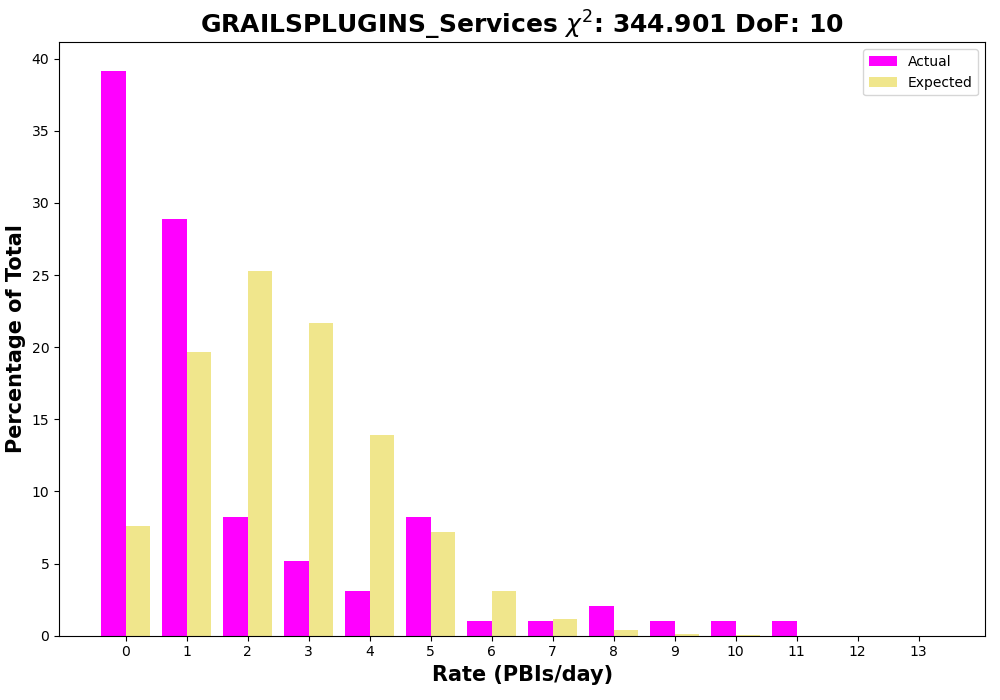 GRAILSPLUGINS_Services χ²: 344.901 DoF: 10
Actual
Expected
Percentage of Total
40
35
30
25
20
15
10
5
0
0 1 2 3 4 5 6 7 8 9 10 11 12 13
Rate (PBIs/day)